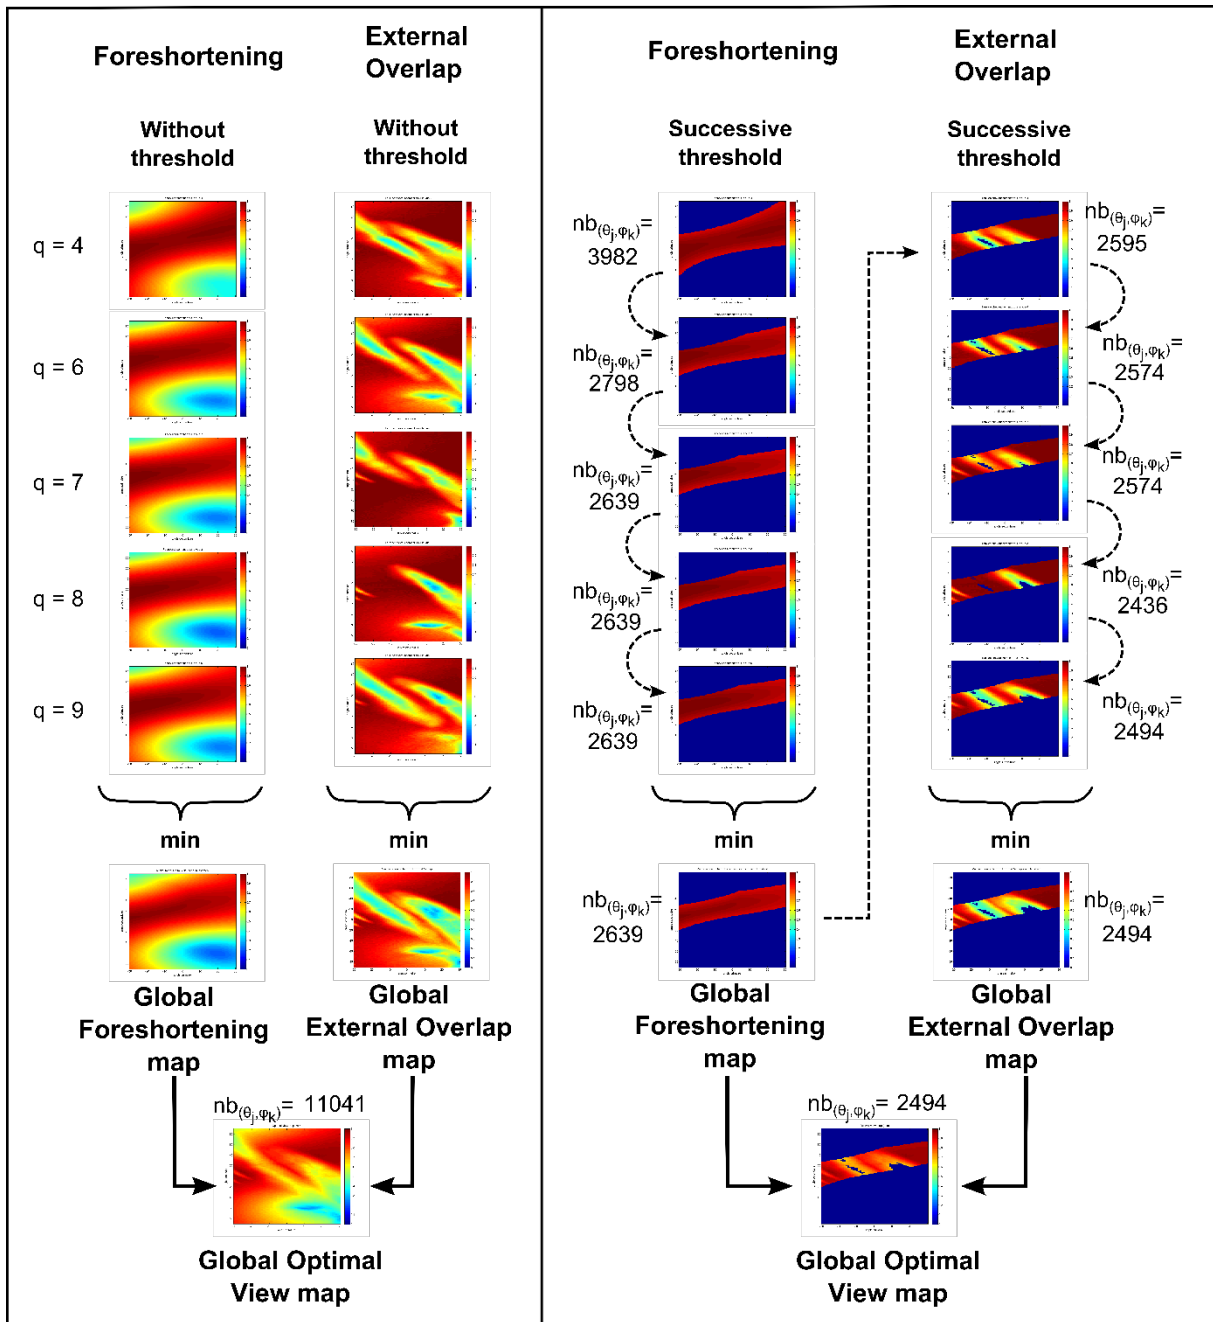 Foreshortening
External
Overlap
Without
threshold
Without
threshold
q = 4
q = 6
q = 7
q = 8
q = 9
min
min
Global
Foreshortening
map
Global
External Overlap
map
nb(θj,φk)= 11041
Global Optimal
View map
Foreshortening
External
Overlap
Successive
threshold
Successive
threshold
nb(θj,φk)=
3982
nb(θj,φk)=
2595
nb(θj,φk)=
2798
nb(θj,φk)=
2574
nb(θj,φk)=
2639
nb(θj,φk)=
2574
nb(θj,φk)=
2639
nb(θj,φk)=
2436
nb(θj,φk)=
2639
nb(θj,φk)=
2494
min
min
nb(θj,φk)=
2639
nb(θj,φk)=
2494
Global
Foreshortening
map
Global
External Overlap
map
nb(θj,φk)= 2494
Global Optimal
View map